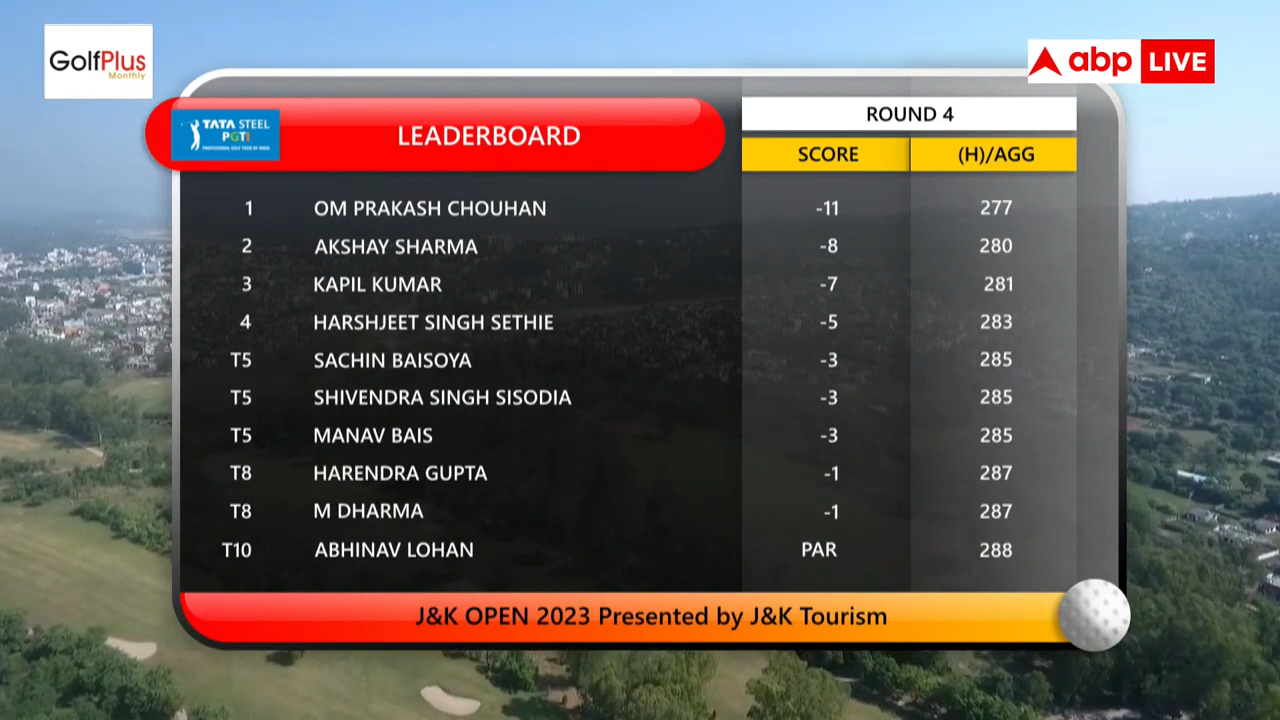 GolfPlus
Monthly
abp LIVE
TATA STEEL
PGTI
PROFESSIONAL GOLF TOUR OF INDIA
LEADERBOARD
ROUND 4
SCORE (H)/AGG
1 OM PRAKASH CHOUHAN -11 277
2 AKSHAY SHARMA -8 280
3 KAPIL KUMAR -7 281
4 HARSHJEET SINGH SETHIE -5 283
T5 SACHIN BAISOYA -3 285
T5 SHIVENDRA SINGH SISODIA -3 285
T5 MANAV BAIS -3 285
T8 HARENDRA GUPTA -1 287
T8 M DHARMA -1 287
T10 ABHINAV LOHAN PAR 288
J&K OPEN 2023 Presented by J&K Tourism